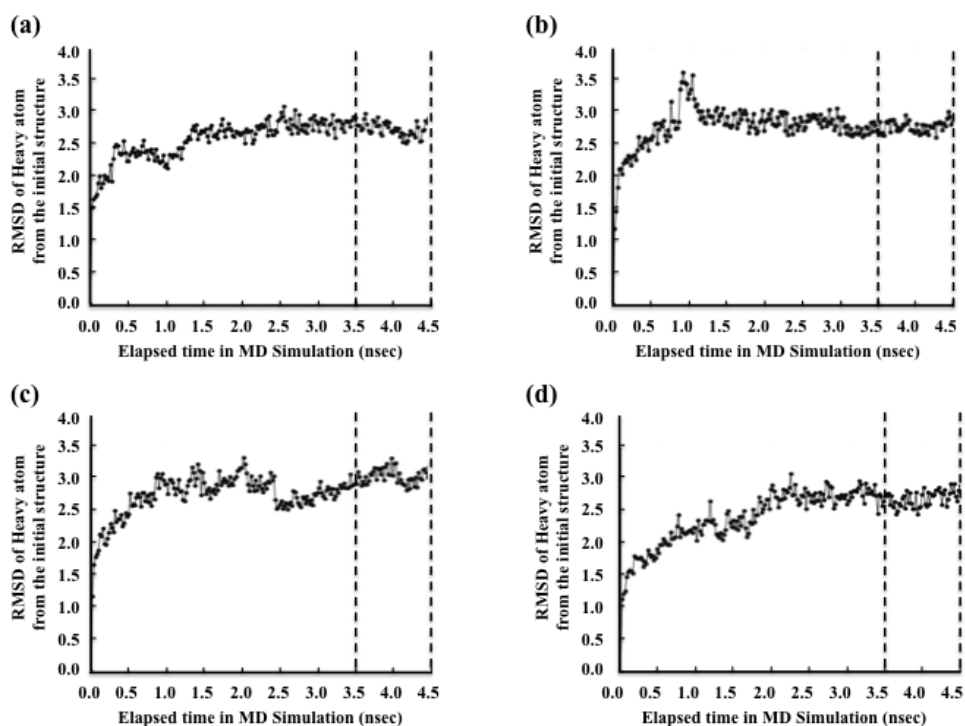 (a)
RMSD of Heavy atom
from the initial structure
4.0
3.5
3.0
2.5
2.0
1.5
1.0
0.5
0.0
0.0 0.5 1.0 1.5 2.0 2.5 3.0 3.5 4.0 4.5
Elapsed time in MD Simulation (nsec)
(b)
RMSD of Heavy atom
from the initial structure
4.0
3.5
3.0
2.5
2.0
1.5
1.0
0.5
0.0
0.0 0.5 1.0 1.5 2.0 2.5 3.0 3.5 4.0 4.5
Elapsed time in MD Simulation (nsec)
(c)
RMSD of Heavy atom
from the initial structure
4.0
3.5
3.0
2.5
2.0
1.5
1.0
0.5
0.0
0.0 0.5 1.0 1.5 2.0 2.5 3.0 3.5 4.0 4.5
Elapsed time in MD Simulation (nsec)
(d)
RMSD of Heavy atom
from the initial structure
4.0
3.5
3.0
2.5
2.0
1.5
1.0
0.5
0.0
0.0 0.5 1.0 1.5 2.0 2.5 3.0 3.5 4.0 4.5
Elapsed time in MD Simulation (nsec)